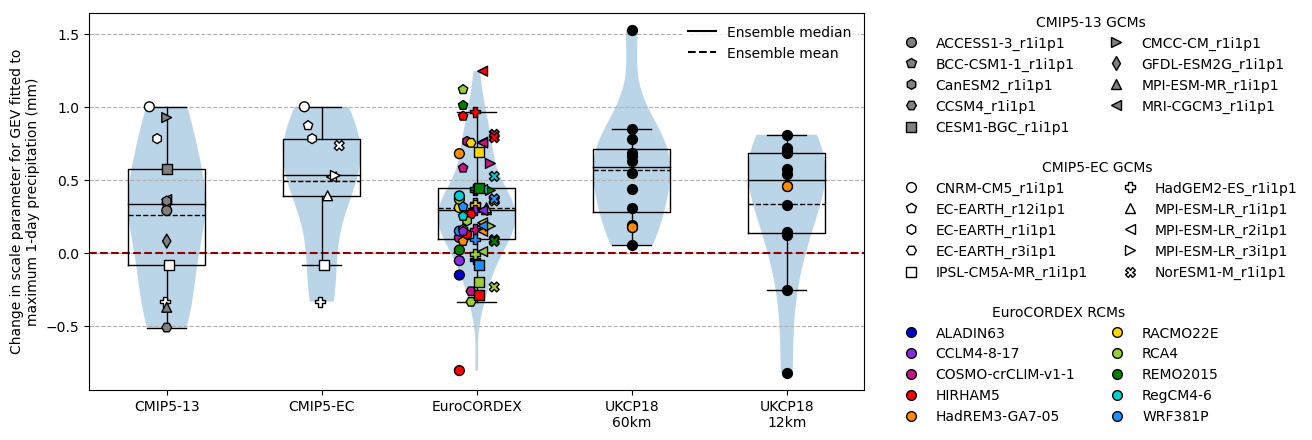 Change in scale parameter for GEV fitted to
maximum 1-day precipitation (mm)
1.5
1.0
0.5
0.0
−0.5
Ensemble median
Ensemble mean
CMIP5-13
CMIP5-EC
EuroCORDEX
UKCP18
60km
UKCP18
12km
CMIP5-13 GCMs
ACCESS1-3_r1i1p1
BCC-CSM1-1_r1i1p1
CanESM2_r1i1p1
CCSM4_r1i1p1
CESM1-BGC_r1i1p1
CMCC-CM_r1i1p1
GFDL-ESM2G_r1i1p1
MPI-ESM-MR_r1i1p1
MRI-CGCM3_r1i1p1
CMIP5-EC GCMs
CNRM-CM5_r1i1p1
EC-EARTH_r12i1p1
EC-EARTH_r1i1p1
EC-EARTH_r3i1p1
IPSL-CM5A-MR_r1i1p1
HadGEM2-ES_r1i1p1
MPI-ESM-LR_r1i1p1
MPI-ESM-LR_r2i1p1
MPI-ESM-LR_r3i1p1
NorESM1-M_r1i1p1
EuroCORDEX RCMs
ALADIN63
CCLM4-8-17
COSMO-crCLIM-v1-1
HIRHAM5
HadREM3-GA7-05
RACMO22E
RCA4
REMO2015
RegCM4-6
WRF381P